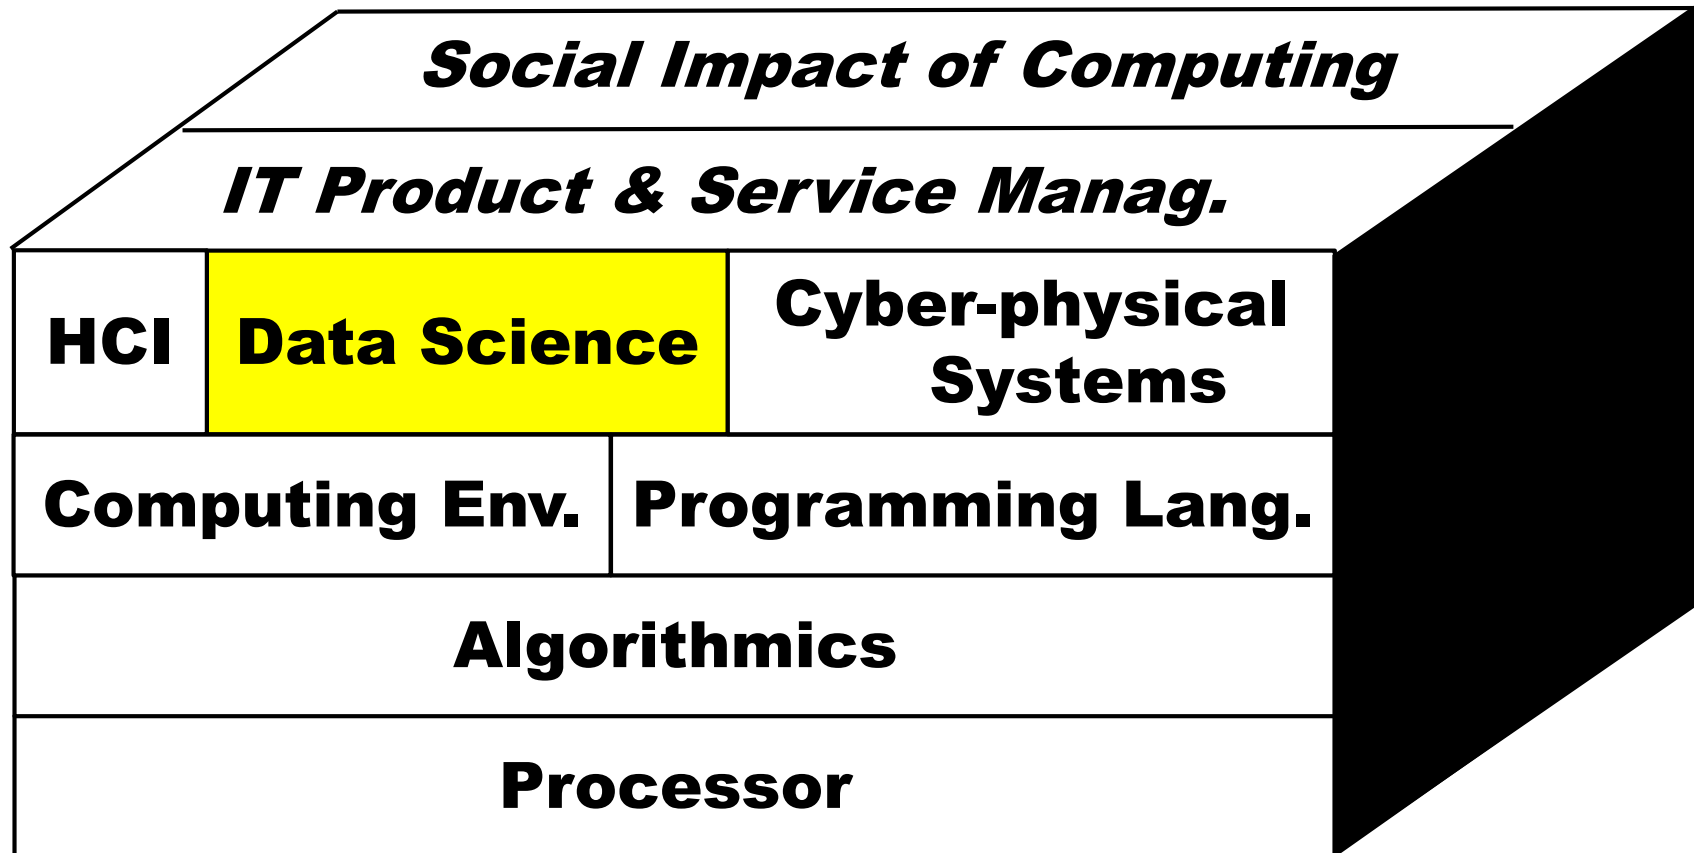 Social Impact of Computing
IT Product & Service Manag.
HCI
Data Science
Cyber-physical
Systems
Computing Env.
Programming Lang.
Algorithmics
Processor